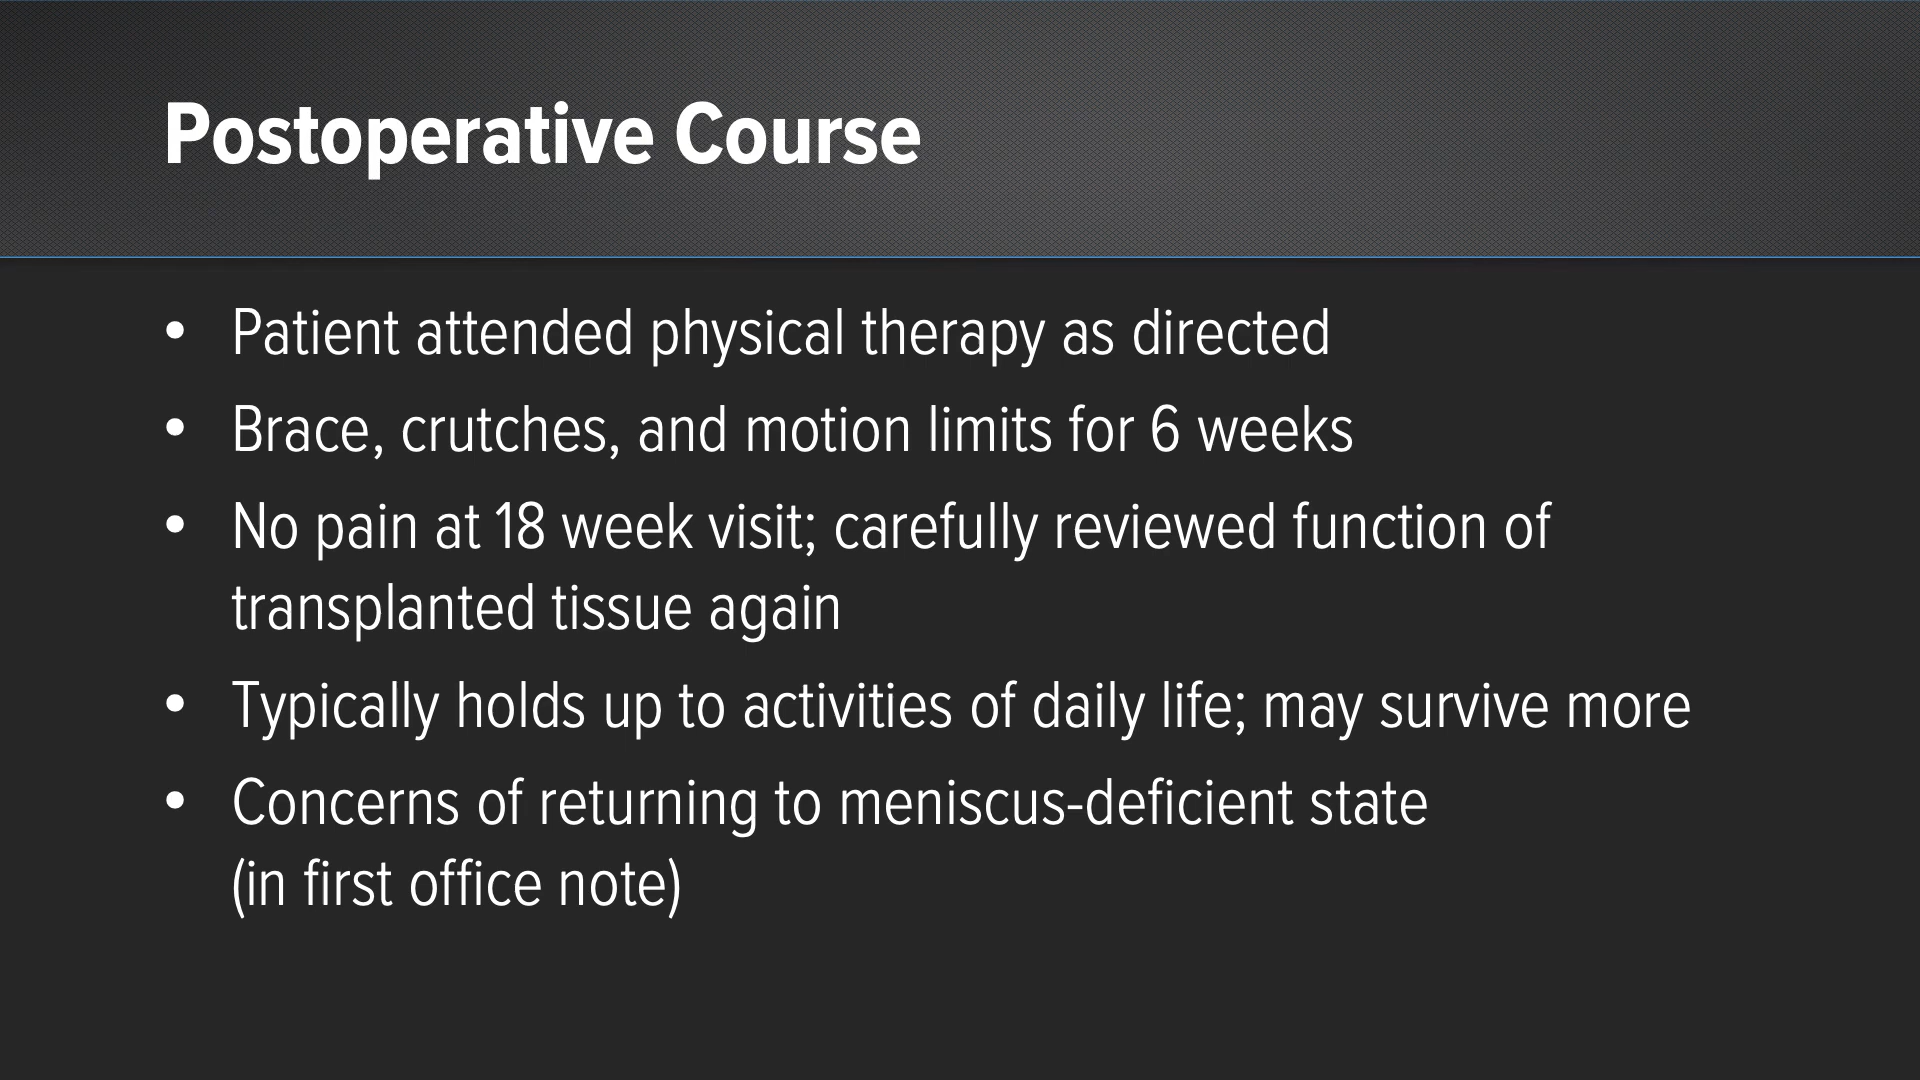 Postoperative Course
• Patient attended physical therapy as directed
• Brace, crutches, and motion limits for 6 weeks
• No pain at 18 week visit; carefully reviewed function of
transplanted tissue again
• Typically holds up to activities of daily life; may survive more
• Concerns of returning to meniscus-deficient state
(in first office note)